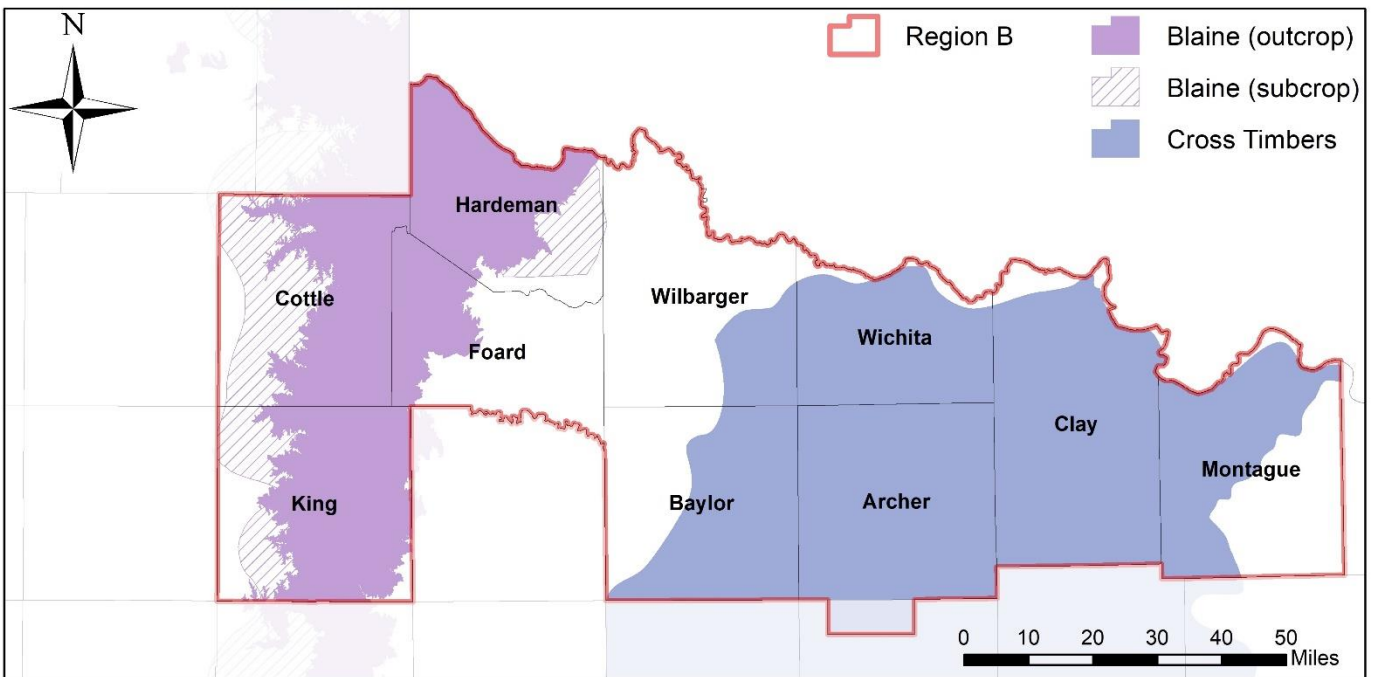 N
Region B
Blaine (outcrop)
Blaine (subcrop)
Cross Timbers
Hardeman
Cottle
Wilbarger
Foard
Wichita
Clay
Montague
King
Baylor
Archer
0 10 20 30 40 50
Miles